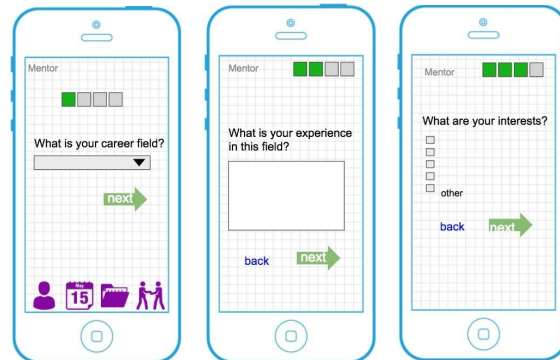 Mentor
What is your career field?
next
May
15
Mentor
What is your experience
in this field?
back
next
Mentor
What are your interests?
other
back
next